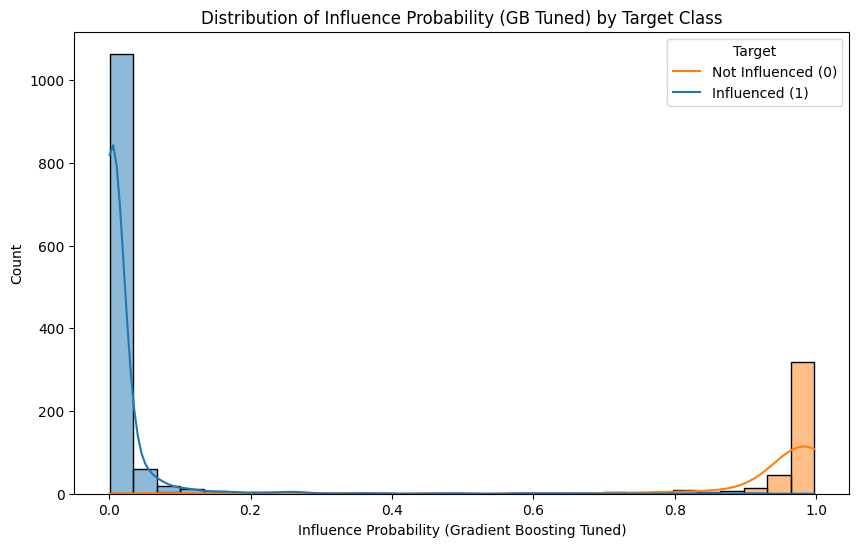 Distribution of Influence Probability (GB Tuned) by Target Class
Target
Not Influenced (0)
Influenced (1)
1000
800
600
400
200
0
Count
0.0 0.2 0.4 0.6 0.8 1.0
Influence Probability (Gradient Boosting Tuned)